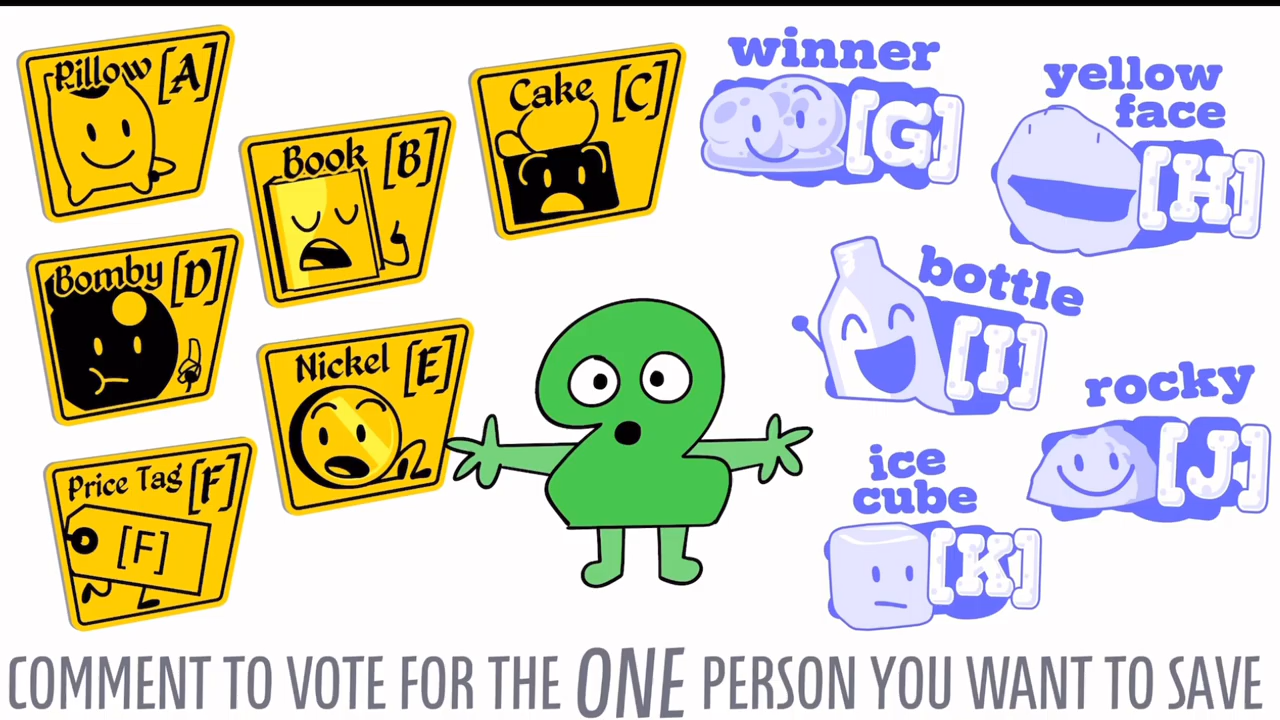 Pillow [A]
Book [B]
Cake [C]
Bomby [D]
Nickel [E]
Price Tag [F]
[F]
winner
[G]
yellow
face
[H]
bottle
[I]
rocky
[J]
ice
cube
[K]
COMMENT TO VOTE FOR THE ONE PERSON YOU WANT TO SAVE